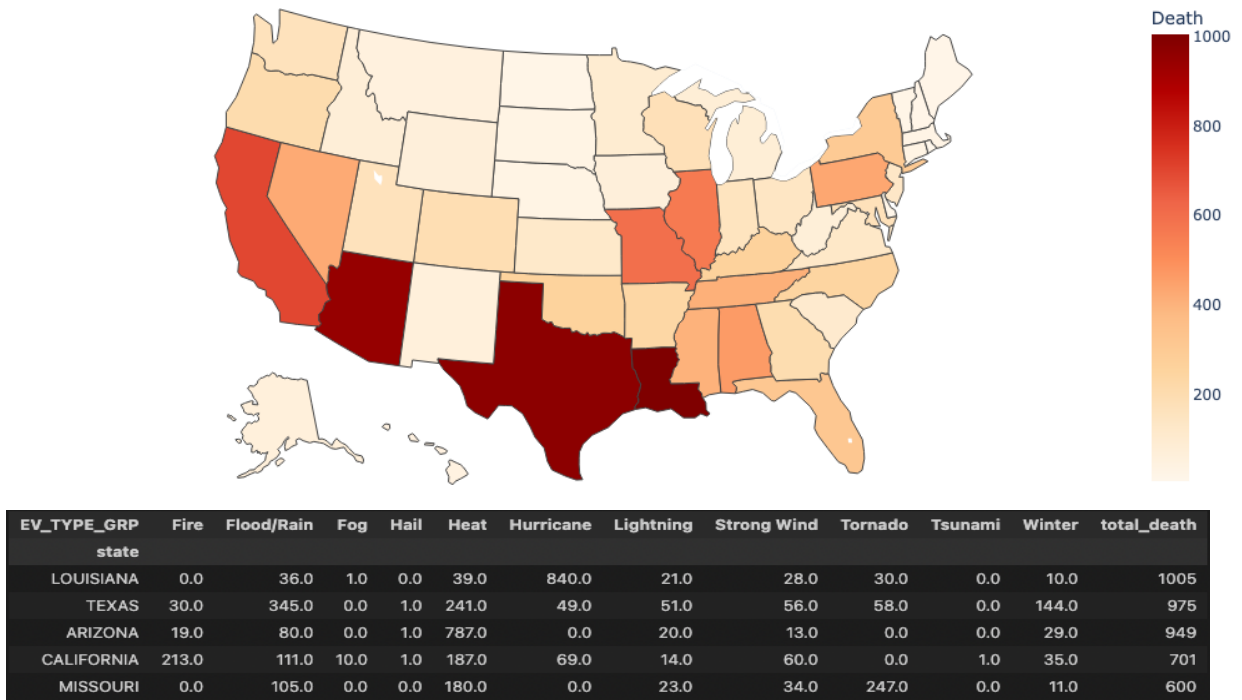 Death
1000
800
600
400
200
EV_TYPE_GRP Fire Flood/Rain Fog Hail Heat Hurricane Lightning Strong Wind Tornado Tsunami Winter total_death
state
LOUISIANA 0.0 36.0 1.0 0.0 39.0 840.0 21.0 28.0 30.0 0.0 10.0 1005
TEXAS 30.0 345.0 0.0 1.0 241.0 49.0 51.0 56.0 58.0 0.0 144.0 975
ARIZONA 19.0 80.0 0.0 1.0 787.0 0.0 20.0 13.0 0.0 0.0 29.0 949
CALIFORNIA 213.0 111.0 10.0 1.0 187.0 69.0 14.0 60.0 0.0 1.0 35.0 701
MISSOURI 0.0 105.0 0.0 0.0 180.0 0.0 23.0 34.0 247.0 0.0 11.0 600